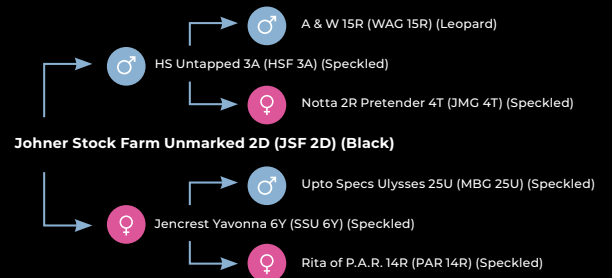 A & W 15R (WAG 15R) (Leopard)
HS Untapped 3A (HSF 3A) (Speckled)
Notta 2R Pretender 4T (JMG 4T) (Speckled)
Johner Stock Farm Unmarked 2D (JSF 2D) (Black)
Upto Specs Ulysses 25U (MBG 25U) (Speckled)
Jencrest Yavonna 6Y (SSU 6Y) (Speckled)
Rita of P.A.R. 14R (PAR 14R) (Speckled)